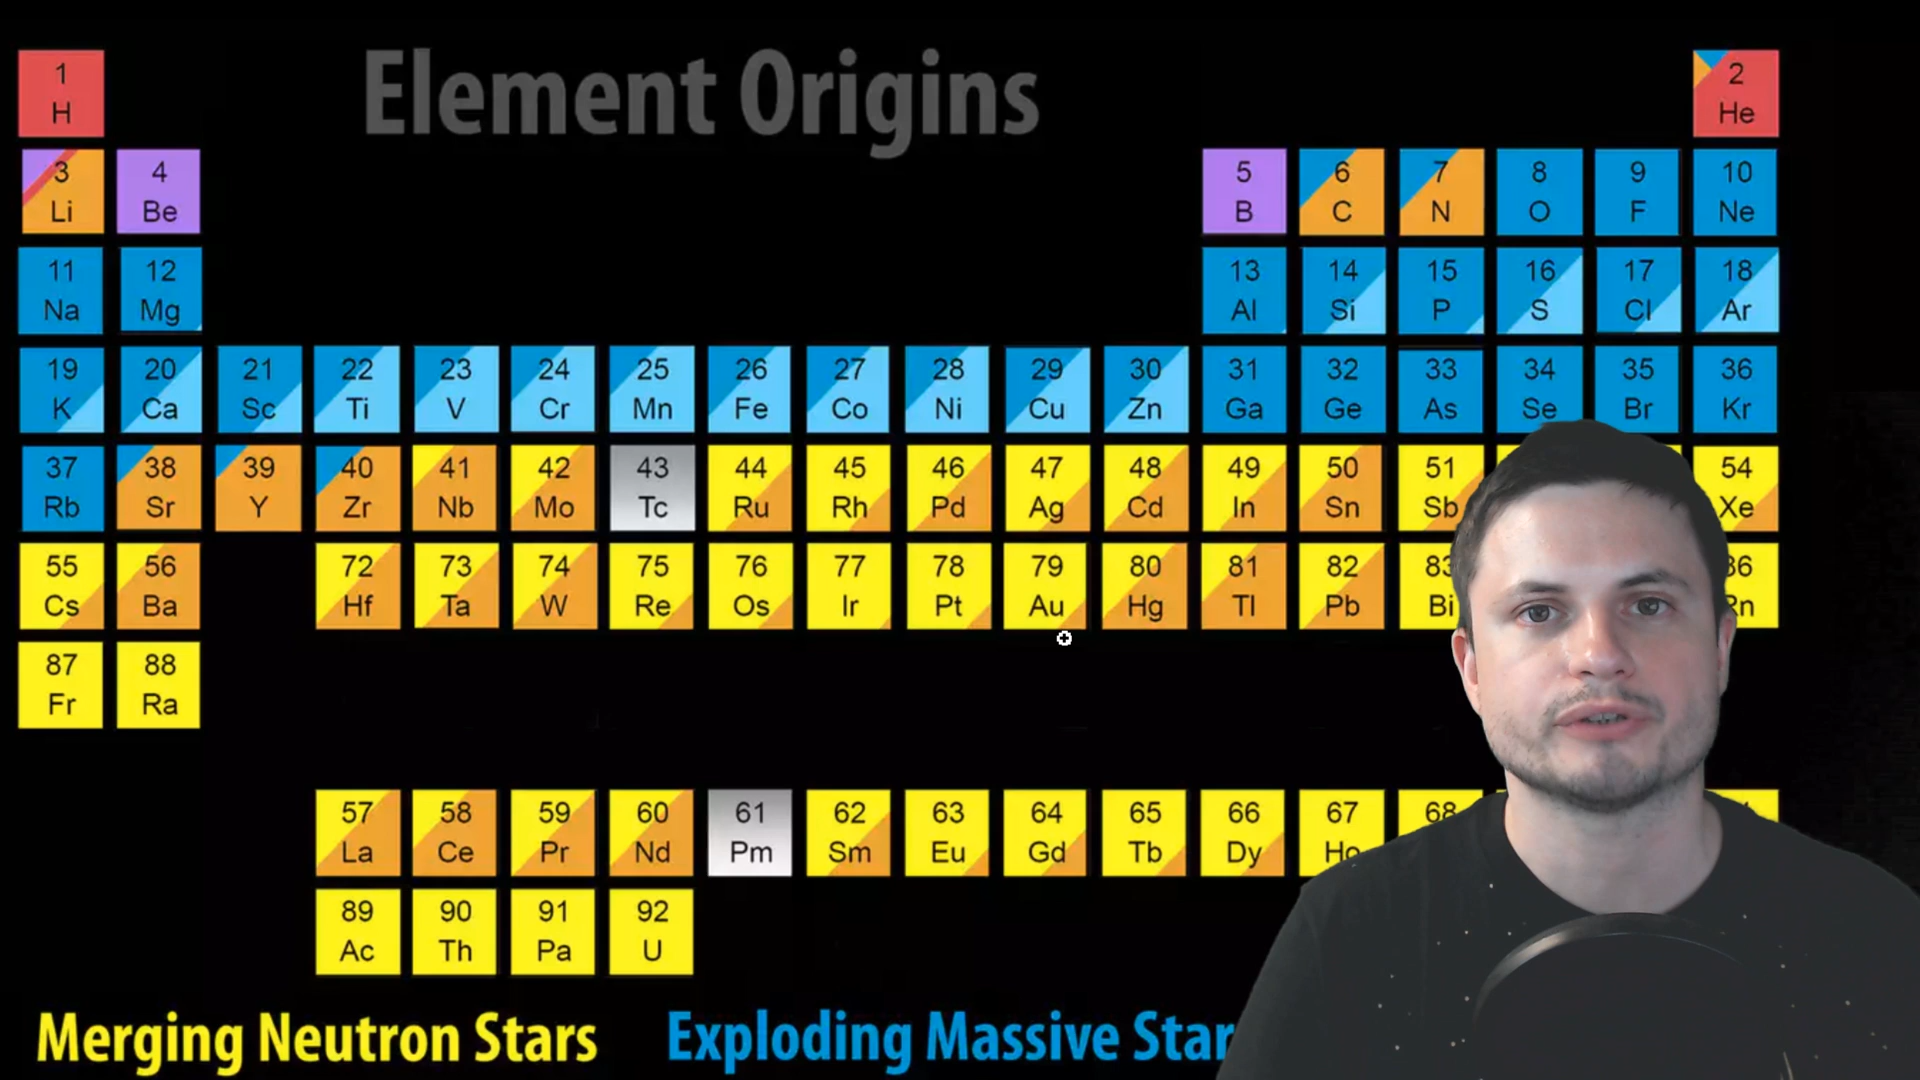 Element Origins
1 2
H He
3 4 5 6 7 8 9 10
Li Be B C N O F Ne
11 12 13 14 15 16 17 18
Na Mg Al Si P S Cl Ar
19 20 21 22 23 24 25 26 27 28 29 30 31 32 33 34 35 36
K Ca Sc Ti V Cr Mn Fe Co Ni Cu Zn Ga Ge As Se Br Kr
37 38 39 40 41 42 43 44 45 46 47 48 49 50 51 54
Rb Sr Y Zr Nb Mo Tc Ru Rh Pd Ag Cd In Sn Sb Xe
55 56 72 73 74 75 76 77 78 79 80 81 82 83 86
Cs Ba Hf Ta W Re Os Ir Pt Au Hg Tl Pb Bi Rn
87 88
Fr Ra
57 58 59 60 61 62 63 64 65 66 67 68
La Ce Pr Nd Pm Sm Eu Gd Tb Dy Ho
89 90 91 92
Ac Th Pa U
Merging Neutron Stars Exploding Massive Star